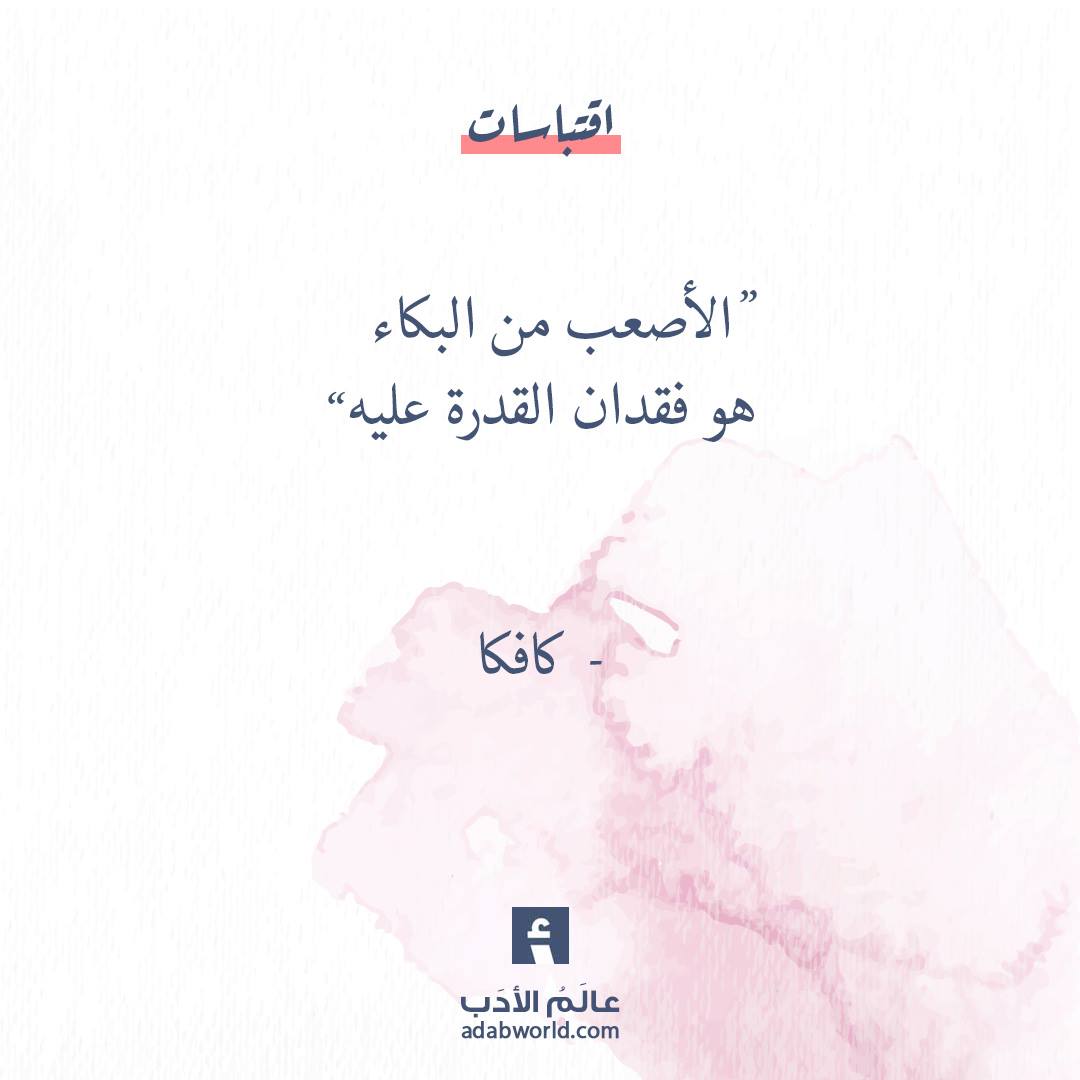 اقتباسات
”الأصعب من البكاء
هو فقدان القدرة عليه“
- كافكا
أ
عالَمُ الأدَب
adabworld.com